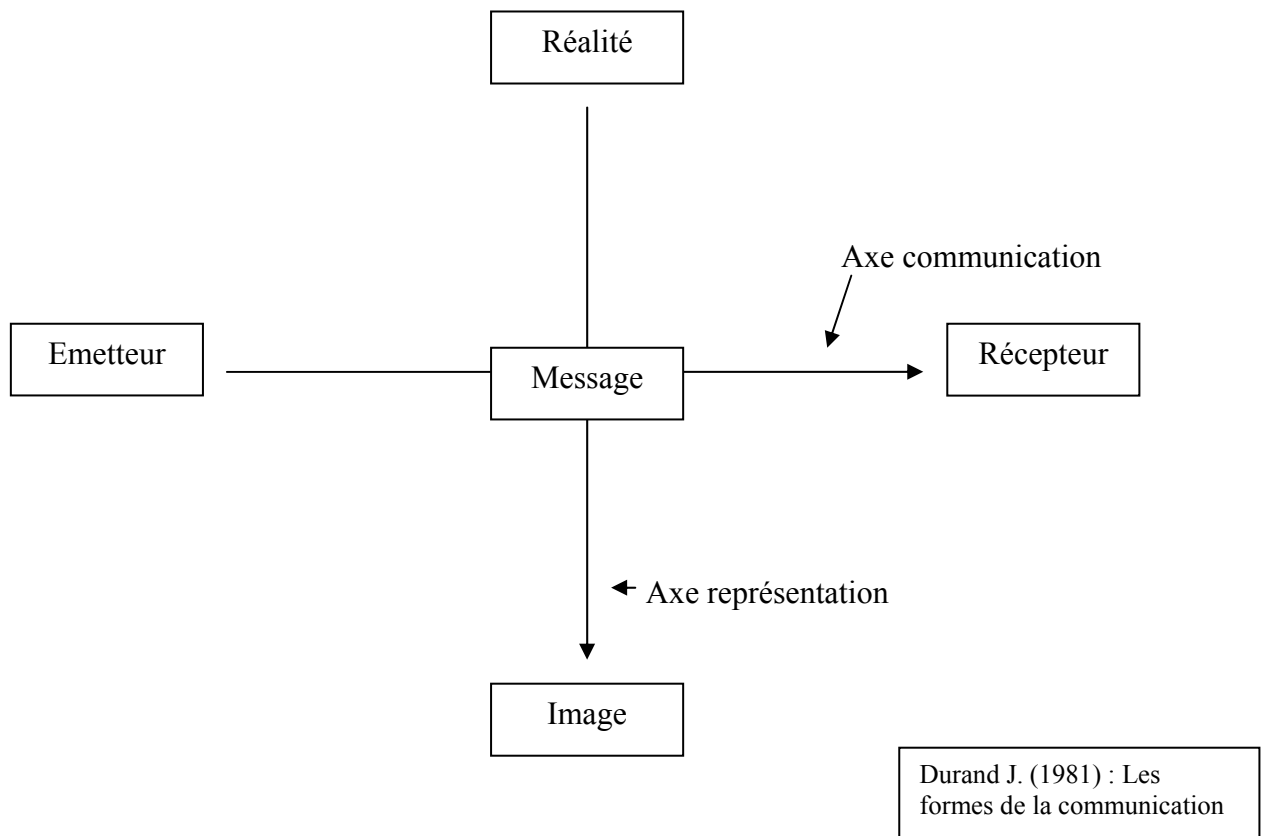 Réalité
Axe communication
Emetteur
Message
Récepteur
Axe représentation
Image
Durand J. (1981) : Les
formes de la communication